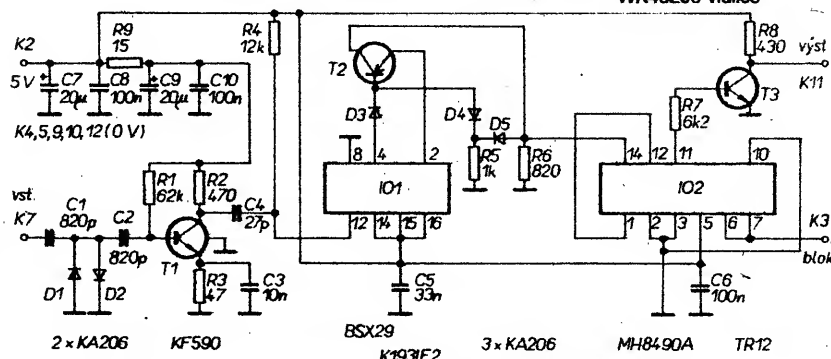 K2
5V
C7
20μ
C8
100n
R9
15
C9
20μ
C10
100n
K4,5,9,10,12 (0 V)
R4
12k
T2
D3
D4
D5
R5
1k
R6
820
R7
6k2
R8
430
T3
výst
K11
8 4 2
IO1
12 14 15 16
14 12 11 10
IO2
1 2 3 5 6 7
K3
blok
vst.
K7
C1
820p
C2
820p
D1
D2
R1
62k
R2
470
C4
27p
T1
R3
47
C3
10n
C5
33n
C6
100n
2 x KA206
KF590
BSX29
3 x KA206
MH8490A
TR12